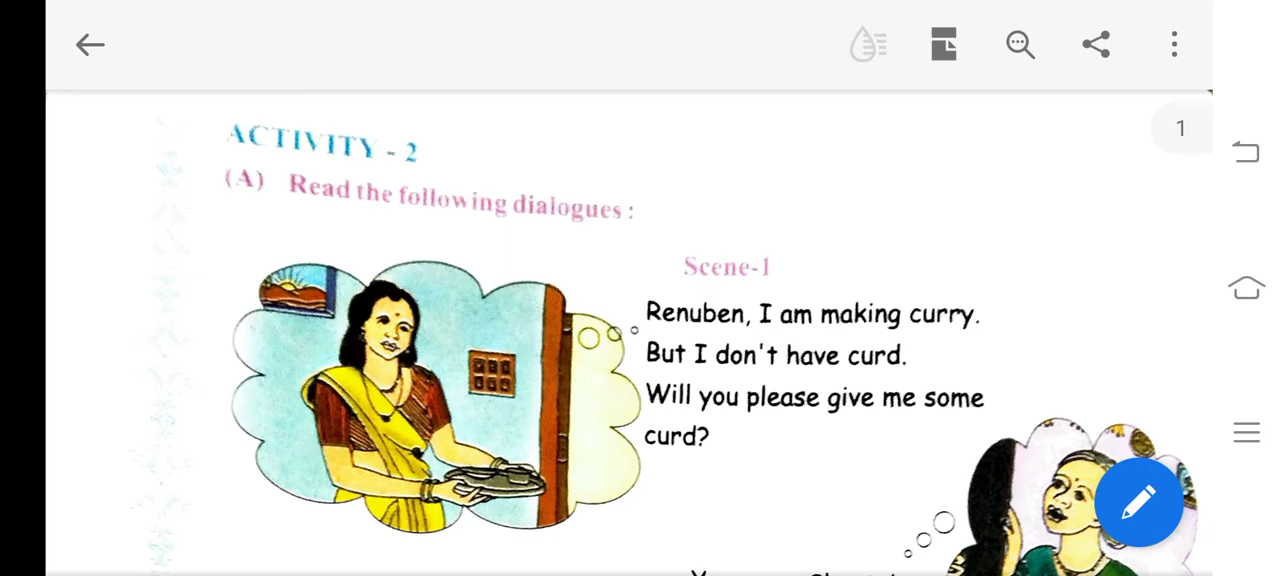 1
ACTIVITY - 2
(A) Read the following dialogues :
Scene-1
Renuben, I am making curry.
But I don't have curd.
Will you please give me some
curd?